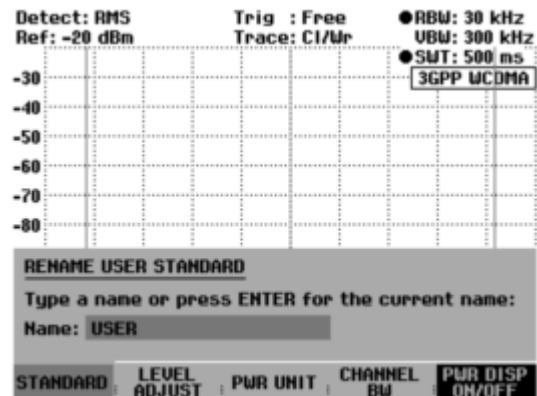 Detect: RMS Trig : Free ●RBW: 30 kHz
Ref: -20 dBm Trace: Cl/Wr VBW: 300 kHz
●SWT: 500 ms
3GPP WCDMA
-30
-40
-50
-60
-70
-80
RENAME USER STANDARD
Type a name or press ENTER for the current name:
Name: USER
STANDARD LEVEL ADJUST PWR UNIT CHANNEL BW PWR DISP ON/OFF